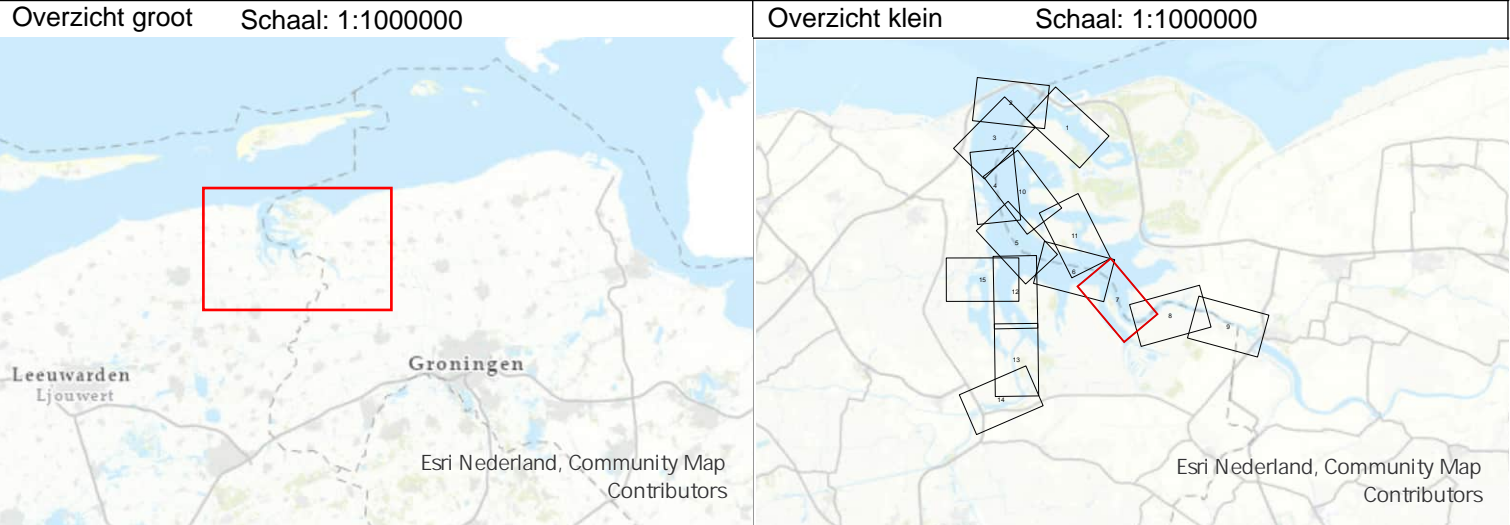 Overzicht groot Schaal: 1:1000000
Leeuwarden
Ljouwert
Groningen
Esri Nederland, Community Map
Contributors
Overzicht klein Schaal: 1:1000000
2
1
3
4
10
5
11
6
15
12
7
8
9
13
14
Esri Nederland, Community Map
Contributors